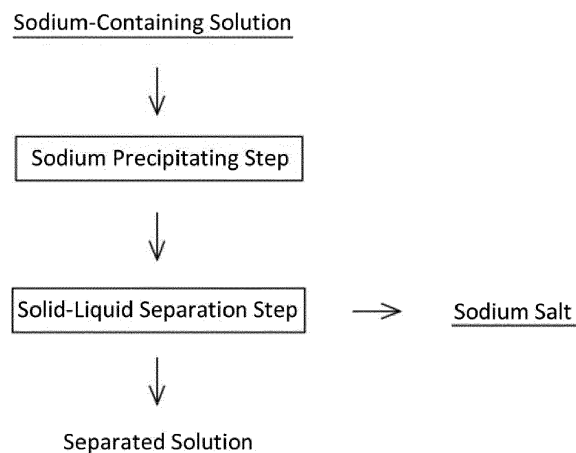 Sodium-Containing Solution
Sodium Precipitating Step
Solid-Liquid Separation Step
Sodium Salt
Separated Solution